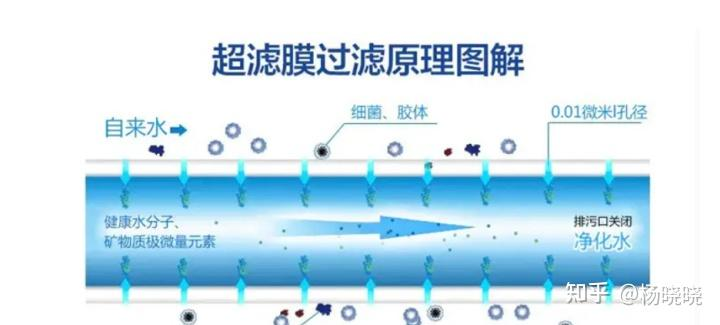 超滤膜过滤原理图解
自来水
细菌、胶体
0.01微米I孔径
健康水分子、
矿物质极微量元素
排污口关闭
净化水
知乎 @杨晓晓